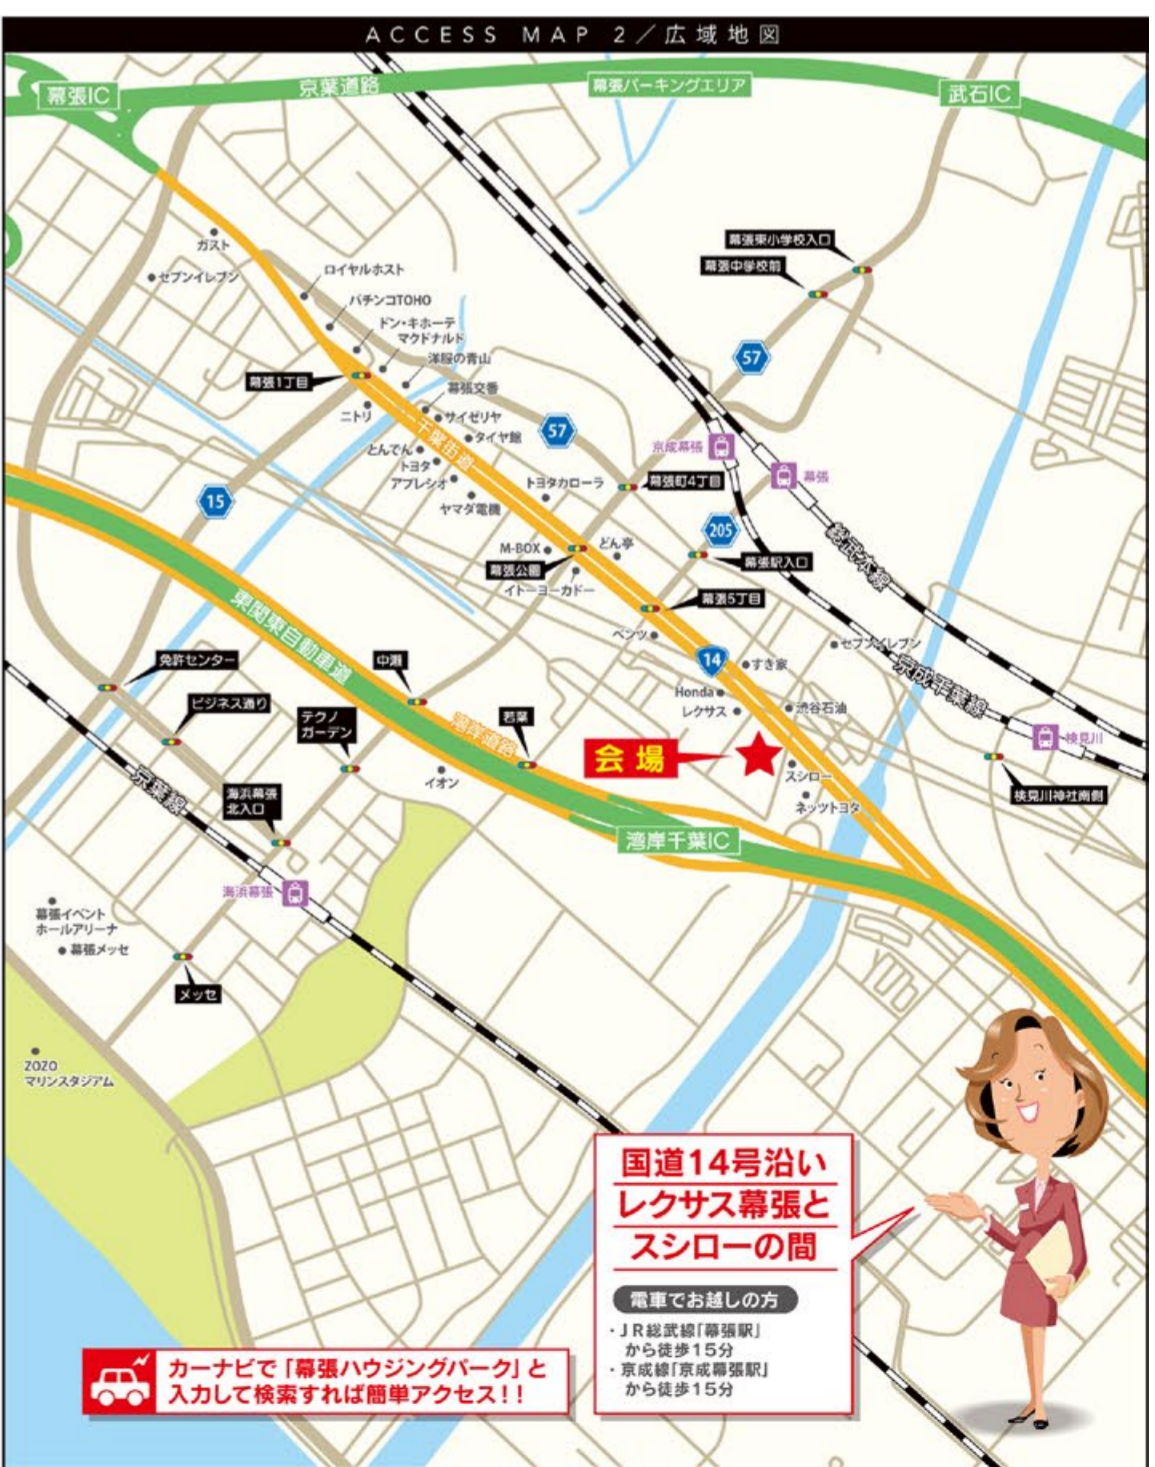 ACCESS MAP 2／広域地図
幕張IC
京葉道路
幕張パーキングエリア
武石IC
ガスト
セブンイレブン
ロイヤルホスト
パチンコTOHO
ドン・キホーテ
マクドナルド
洋服の青山
幕張1丁目
幕張交番
ニトリ
サイゼリヤ
タイヤ館
千葉街道
とんでん
トヨタ
アプレシオ
ヤマダ電機
トヨタカローラ
57
幕張東小学校入口
幕張中学校前
57
京成幕張
幕張
幕張町4丁目
15
205
M-BOX
どん亭
幕張公園
イトーヨーカドー
幕張駅入口
総武本線
幕張5丁目
ベンツ
14
すき家
セブンイレブン
京成千葉線
Honda
レクサス
渋谷石油
検見川
東関東自動車道
免許センター
中瀬
ビジネス通り
テクノ
ガーデン
湾岸道路
若葉
会場
スシロー
ネッツトヨタ
検見川神社南側
イオン
京葉線
海浜幕張
北入口
湾岸千葉IC
海浜幕張
幕張イベント
ホールアリーナ
幕張メッセ
メッセ
ZOZO
マリンスタジアム
国道14号沿い
レクサス幕張と
スシローの間
電車でお越しの方
・JR総武線「幕張駅」
から徒歩15分
・京成線「京成幕張駅」
から徒歩15分
カーナビで「幕張ハウジングパーク」と
入力して検索すれば簡単アクセス!!